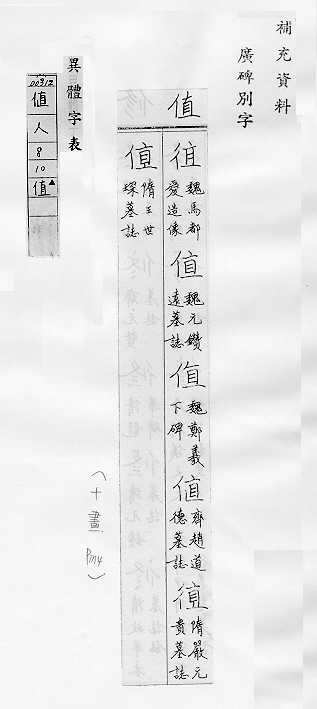 補充資料
廣碑別字
值
徝
魏馬都
愛造像
值
魏元鑽
遠墓誌
值
魏鄭羲
下碑
值
齊趙道
德墓誌
徝
隋嚴元
貴墓誌
值
隋王世
琛墓誌
(十畫 P114)
異體字表
00312
値
人
8
10
值▲